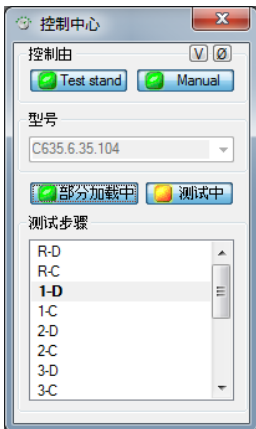 控制中心
控制由 V Ø
Test stand Manual
型号
C635.6.35.104
部分加载中 测试中
测试步骤
R-D
R-C
1-D
1-C
2-D
2-C
3-D
3-C